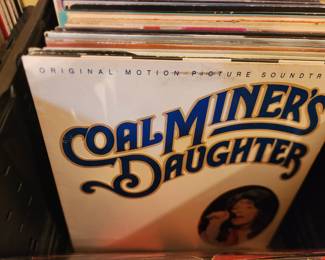 ORIGINAL MOTION PICTURE SOUNDTR
COAL MINER'S
DAUGHTER